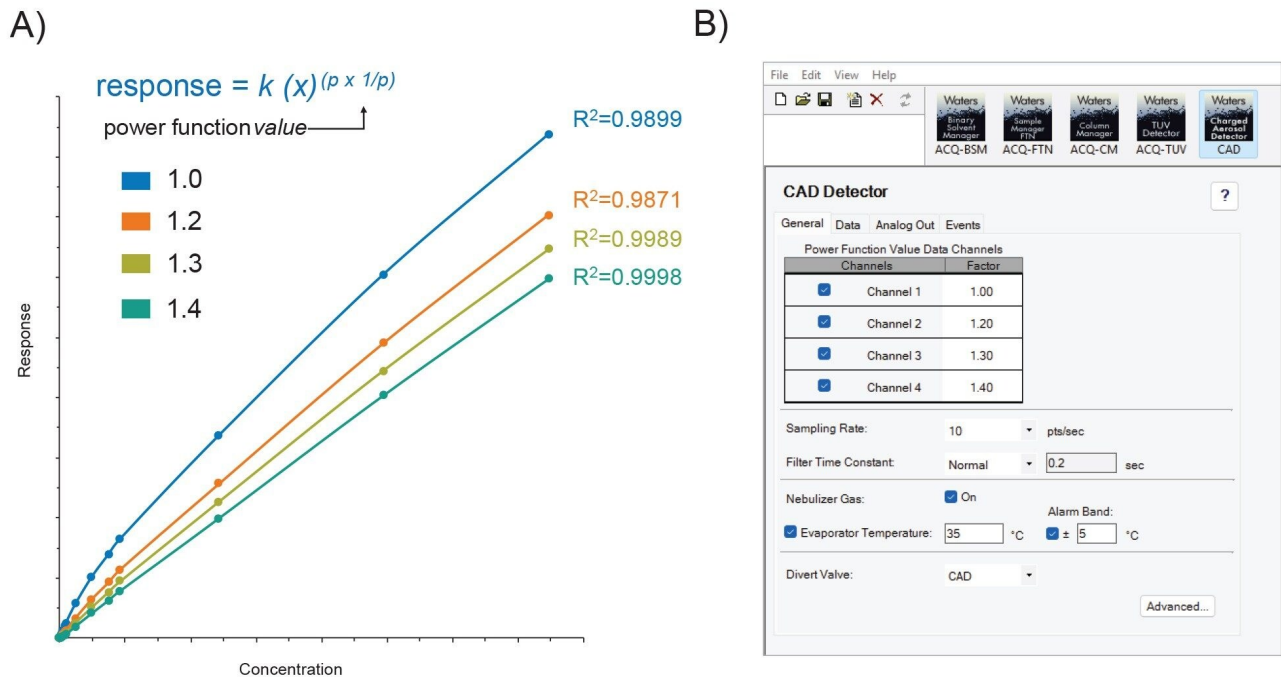 A)
response = k (x)(p x 1/p)
power function value
1.0
1.2
1.3
1.4
R²=0.9899
R²=0.9871
R²=0.9989
R²=0.9998
Response
Concentration
B)
File Edit View Help
Waters Binary Solvent Manager
ACQ-BSM
Waters Sample Manager FTN
ACQ-FTN
Waters Column Manager
ACQ-CM
Waters TUV Detector
ACQ-TUV
Waters Charged Aerosol Detector
CAD
CAD Detector
?
General Data Analog Out Events
Power Function Value Data Channels
Channels Factor
Channel 1 1.00
Channel 2 1.20
Channel 3 1.30
Channel 4 1.40
Sampling Rate: 10 pts/sec
Filter Time Constant: Normal 0.2 sec
Nebulizer Gas: On
Alarm Band:
Evaporator Temperature: 35 °C ± 5 °C
Divert Valve: CAD
Advanced...